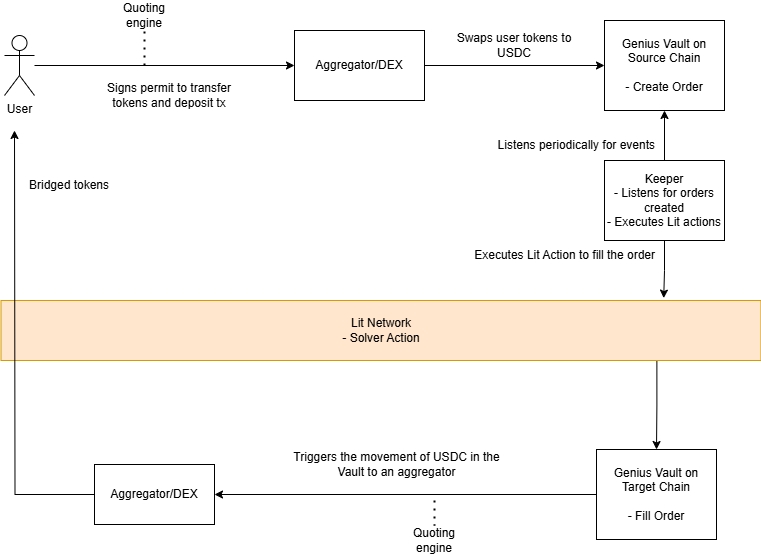 Quoting
engine
Swaps user tokens to
USDC
Genius Vault on
Source Chain
- Create Order
Aggregator/DEX
User
Signs permit to transfer
tokens and deposit tx
Listens periodically for events
Bridged tokens
Keeper
- Listens for orders
created
- Executes Lit actions
Executes Lit Action to fill the order
Lit Network
- Solver Action
Triggers the movement of USDC in the
Vault to an aggregator
Genius Vault on
Target Chain
- Fill Order
Aggregator/DEX
Quoting
engine